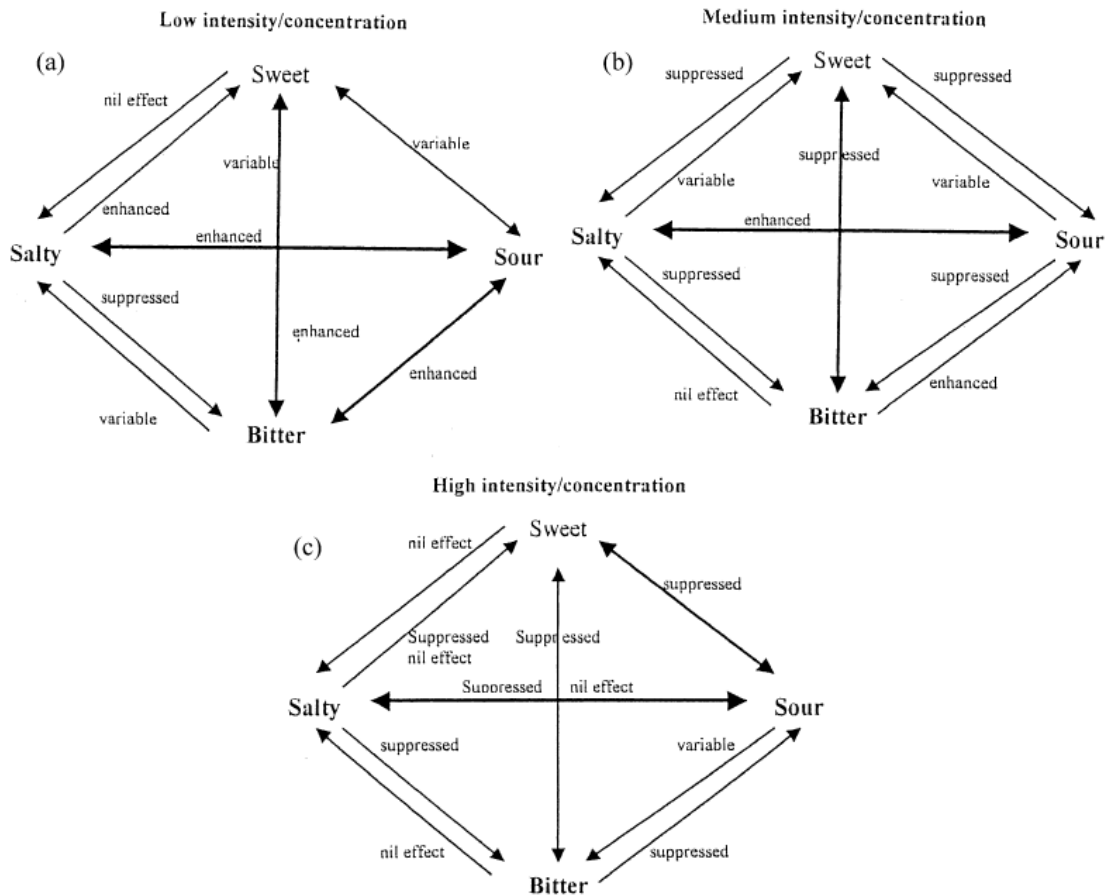 Low intensity/concentration
(a)
Sweet
nil effect
variable
variable
enhanced
Salty
enhanced
Sour
suppressed
enhanced
enhanced
variable
Bitter
Medium intensity/concentration
(b)
Sweet
suppressed
suppressed
suppressed
variable
variable
Salty
enhanced
Sour
suppressed
suppressed
nil effect
enhanced
Bitter
High intensity/concentration
(c)
Sweet
nil effect
suppressed
Suppressed
nil effect
Suppressed
Salty
Suppressed
nil effect
Sour
suppressed
variable
nil effect
suppressed
Bitter